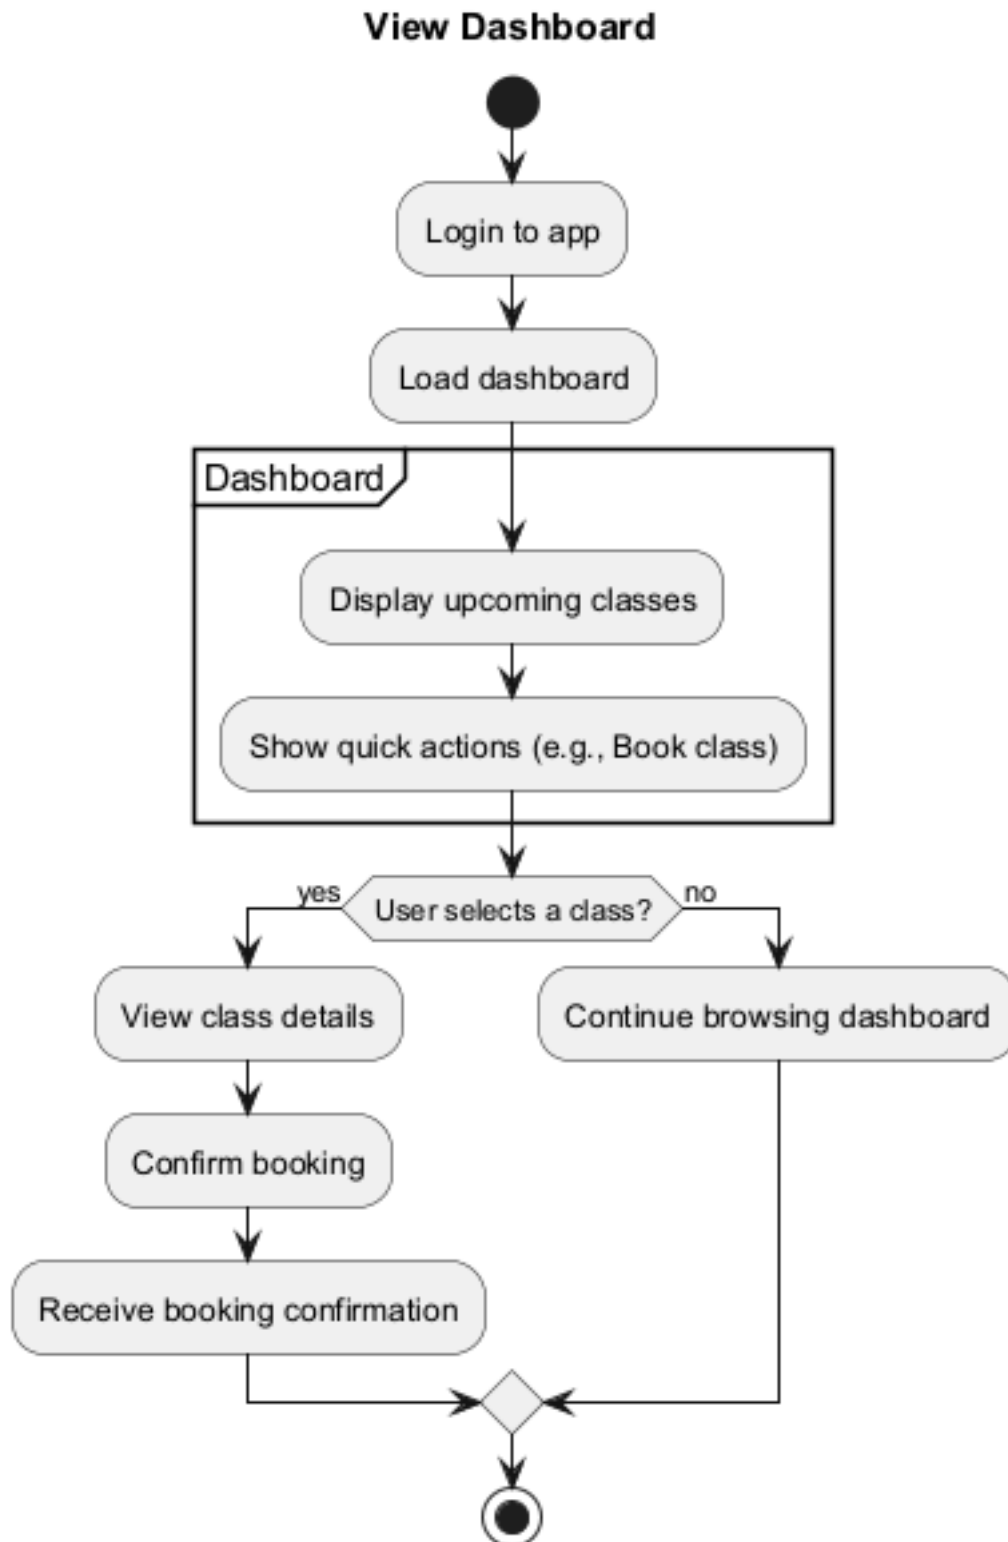 View Dashboard
Login to app
Load dashboard
Dashboard
Display upcoming classes
Show quick actions (e.g., Book class)
yes
User selects a class?
no
View class details
Continue browsing dashboard
Confirm booking
Receive booking confirmation